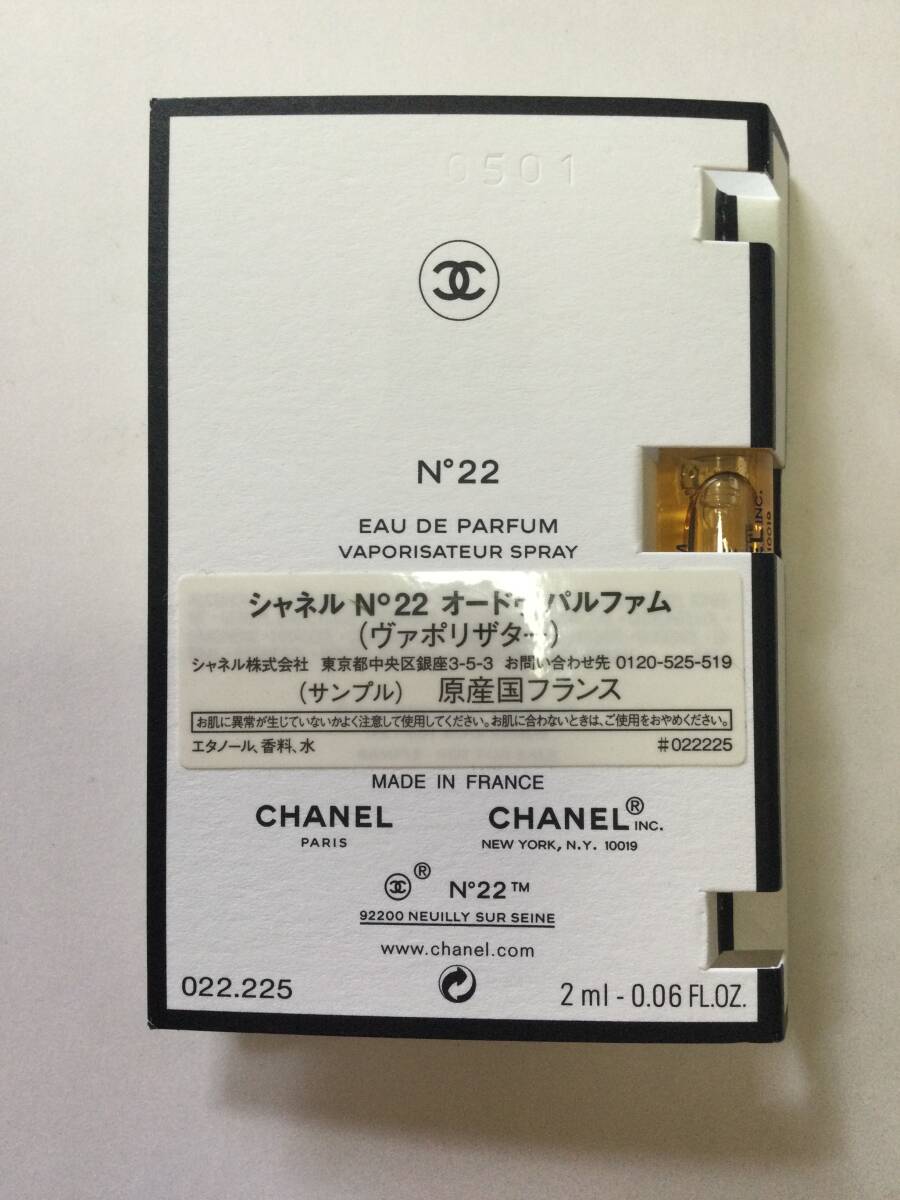 0501
N°22
EAU DE PARFUM
VAPORISATEUR SPRAY
INC.
10019
シャネル N°22 オードゥ パルファム
(ヴァポリザター)
シャネル株式会社 東京都中央区銀座3-5-3 お問い合わせ先 0120-525-519
(サンプル) 原産国フランス
お肌に異常が生じていないかよく注意して使用してください。お肌に合わないときは、ご使用をおやめください。
エタノール、香料、水 #022225
MADE IN FRANCE
CHANEL CHANEL® INC.
PARIS NEW YORK, N.Y. 10019
® N°22™
92200 NEUILLY SUR SEINE
www.chanel.com
022.225 2 ml - 0.06 FL.OZ.